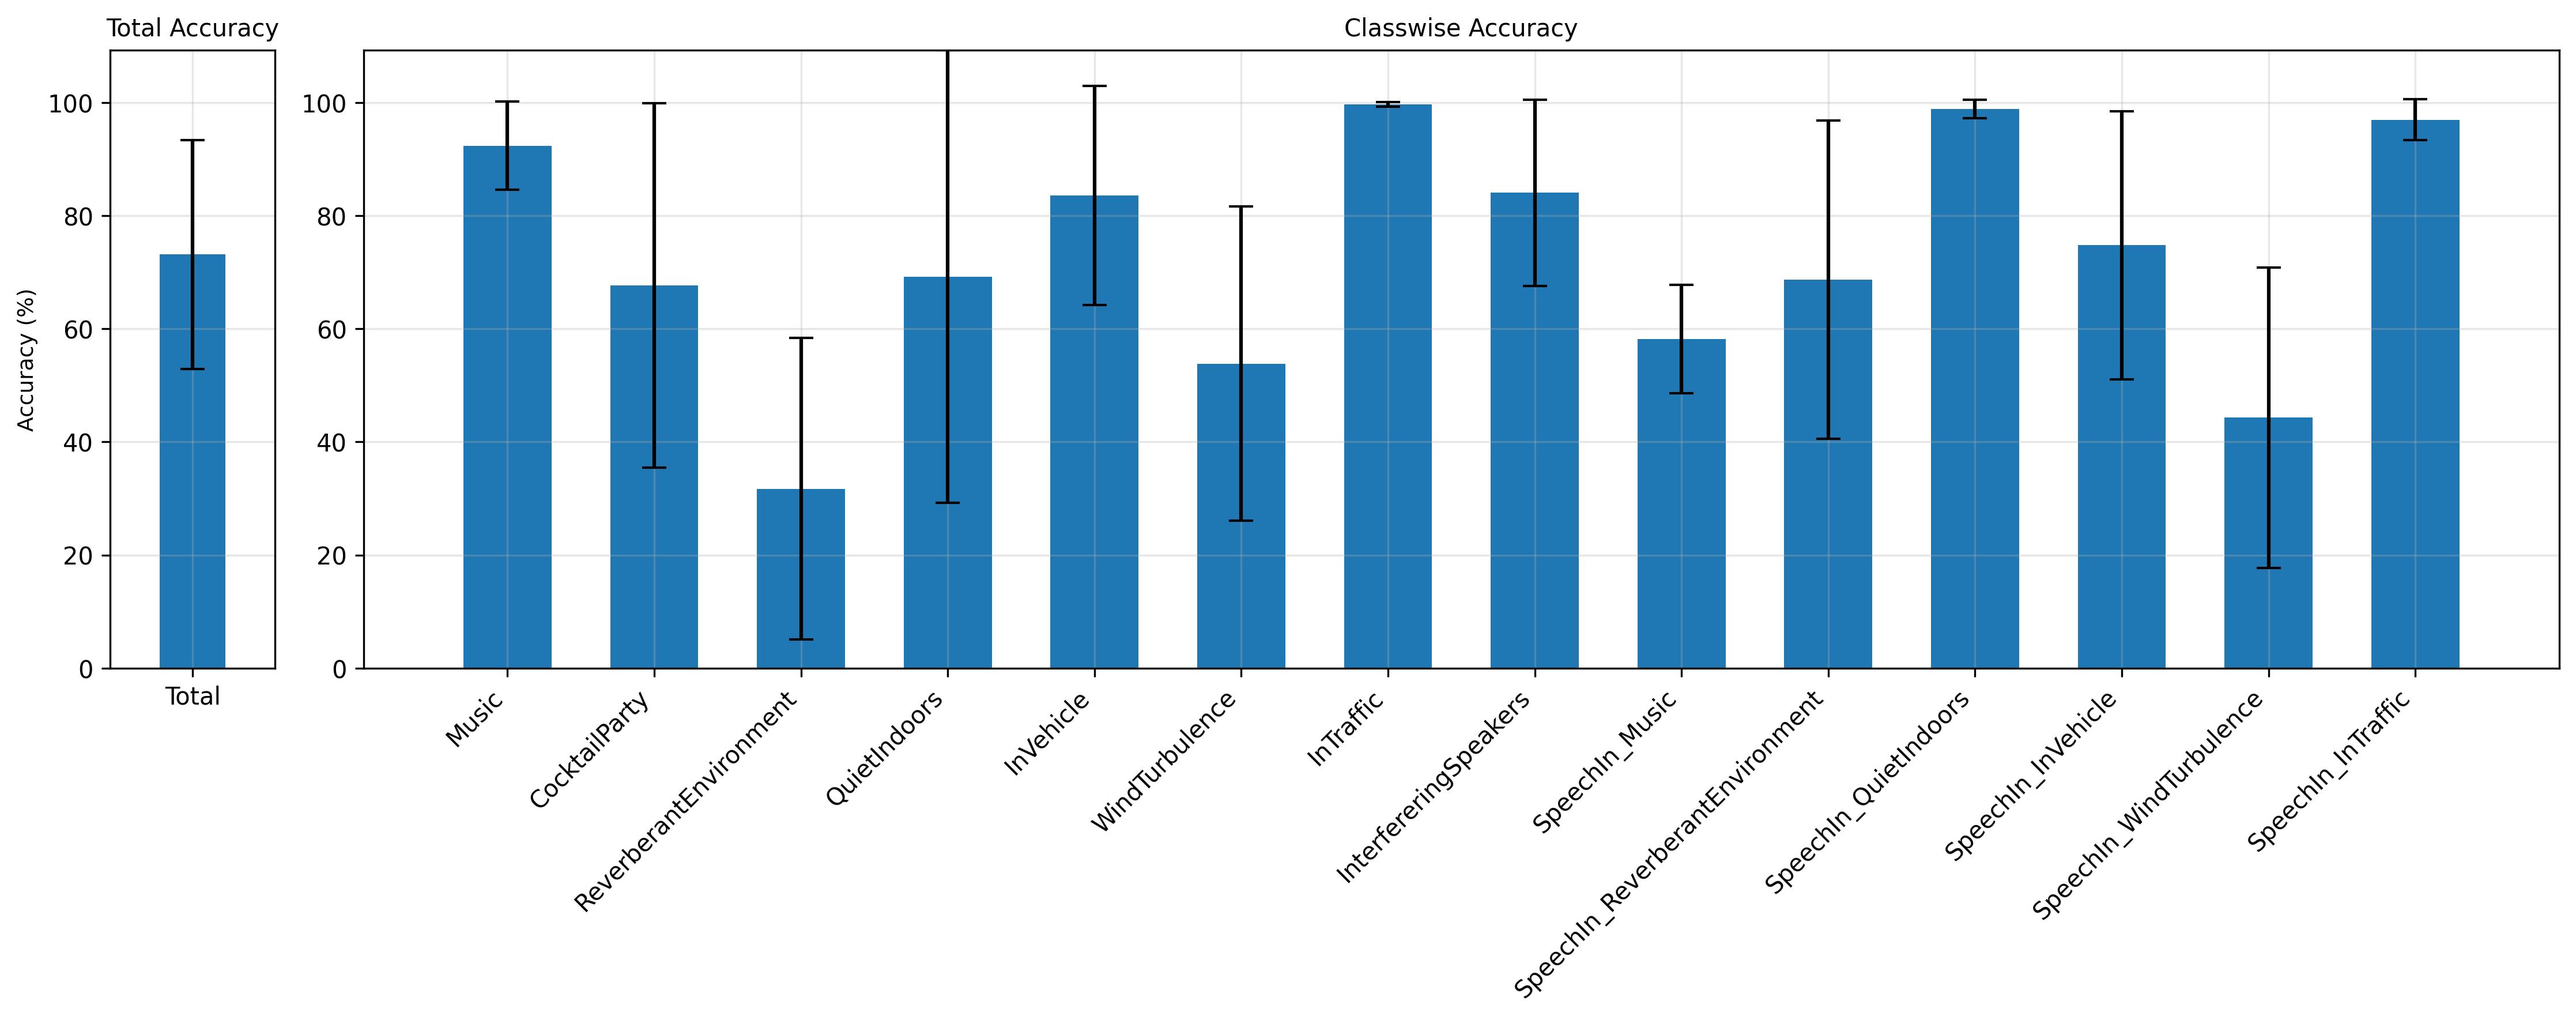 Total Accuracy
Classwise Accuracy
Accuracy (%)
100
80
60
40
20
0
Total
100
80
60
40
20
0
Music
CocktailParty
ReverberantEnvironment
QuietIndoors
InVehicle
WindTurbulence
InTraffic
InterfereringSpeakers
SpeechIn_Music
SpeechIn_ReverberantEnvironment
SpeechIn_QuietIndoors
SpeechIn_InVehicle
SpeechIn_WindTurbulence
SpeechIn_InTraffic